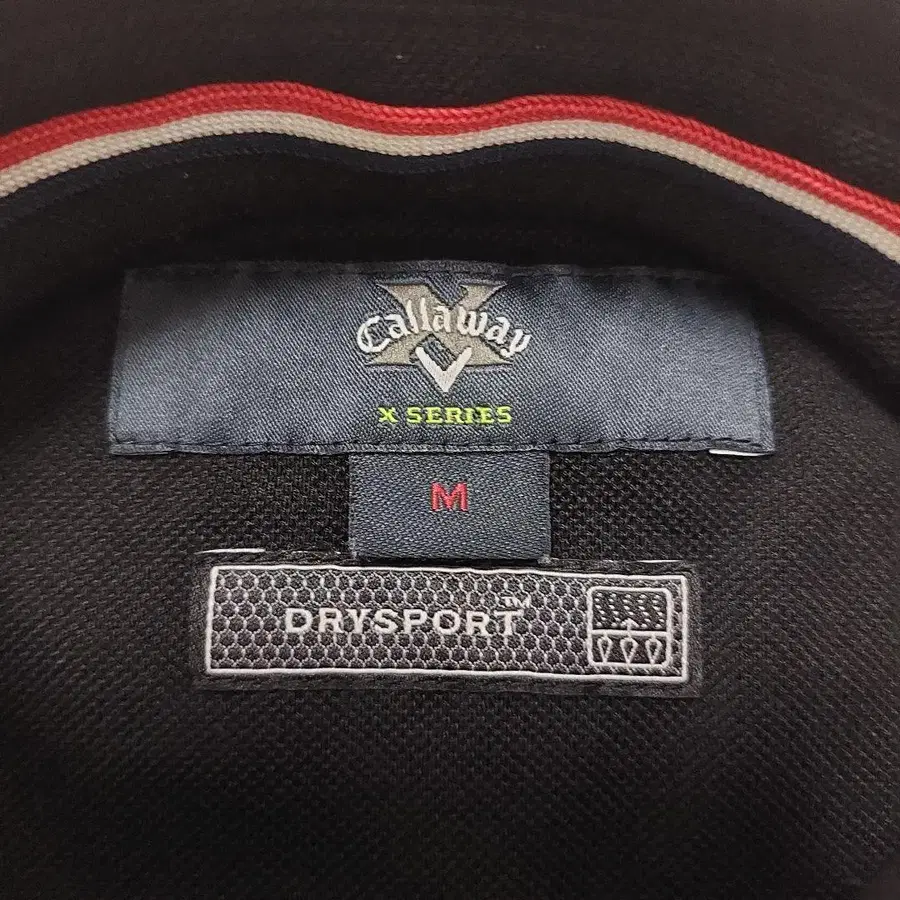 Callaway
X SERIES
M
DRYSPORT™